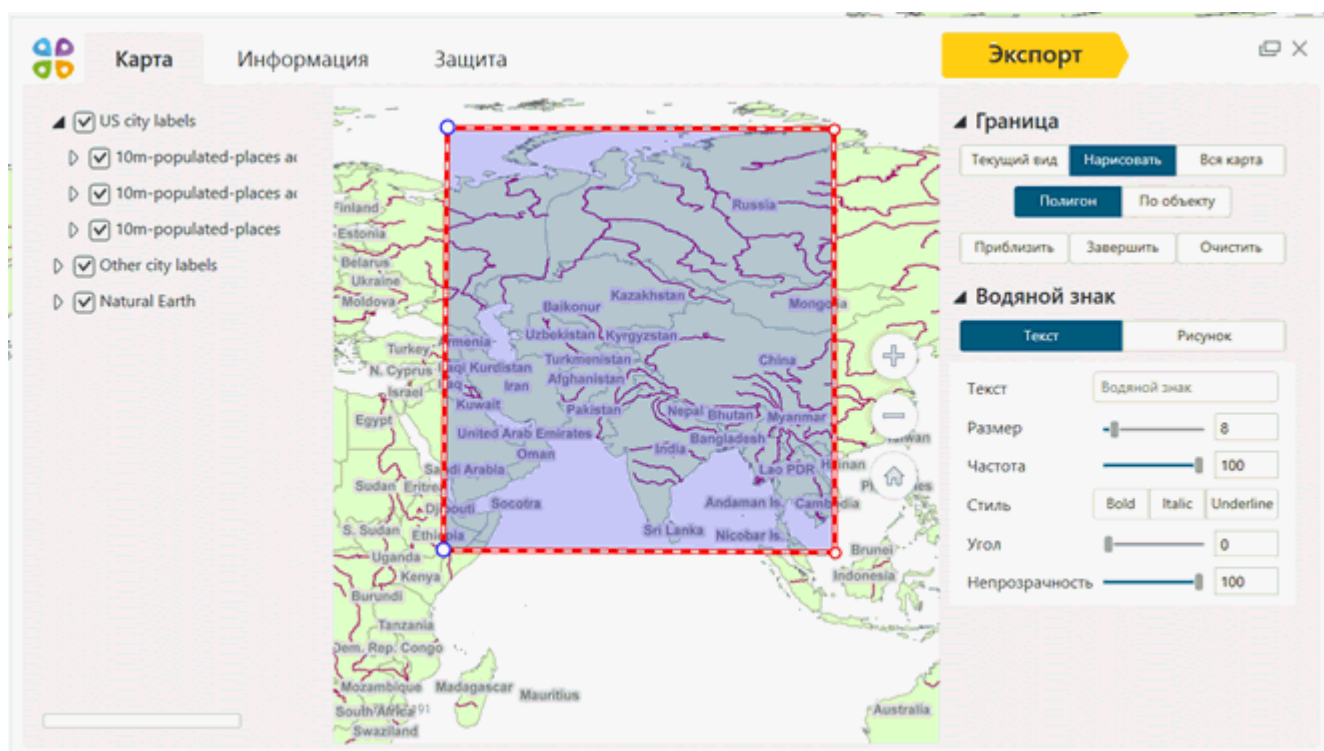 Карта
Информация
Защита
Экспорт
US city labels
10m-populated-places
10m-populated-places
10m-populated-places
Other city labels
Natural Earth
Finland
Estonia
Belarus
Ukraine
Moldova
Russia
Kazakhstan
Baikonur
Mongolia
Uzbekistan
Kyrgyzstan
Armenia
Turkey
Turkmenistan
China
N. Cyprus
Iraqi Kurdistan
Israel
Iraq
Iran
Afghanistan
Kuwait
Pakistan
Nepal
Bhutan
Myanmar
Egypt
United Arab Emirates
Bangladesh
Taiwan
India
Oman
Saudi Arabia
Lao PDR
Hainan
Sudan
Djibouti
Socotra
Andaman Is.
Cambodia
S. Sudan
Ethiopia
Sri Lanka
Nicobar Is.
Uganda
Brunei
Kenya
Indonesia
Burundi
Tanzania
Dem. Rep. Congo
Mozambique
Madagascar
Mauritius
South Africa
Australia
Swaziland
Граница
Текущий вид
Нарисовать
Вся карта
Полигон
По объекту
Приблизить
Завершить
Очистить
Водяной знак
Текст
Рисунок
Текст
Водяной знак
Размер
8
Частота
100
Стиль
Bold
Italic
Underline
Угол
0
Непрозрачность
100